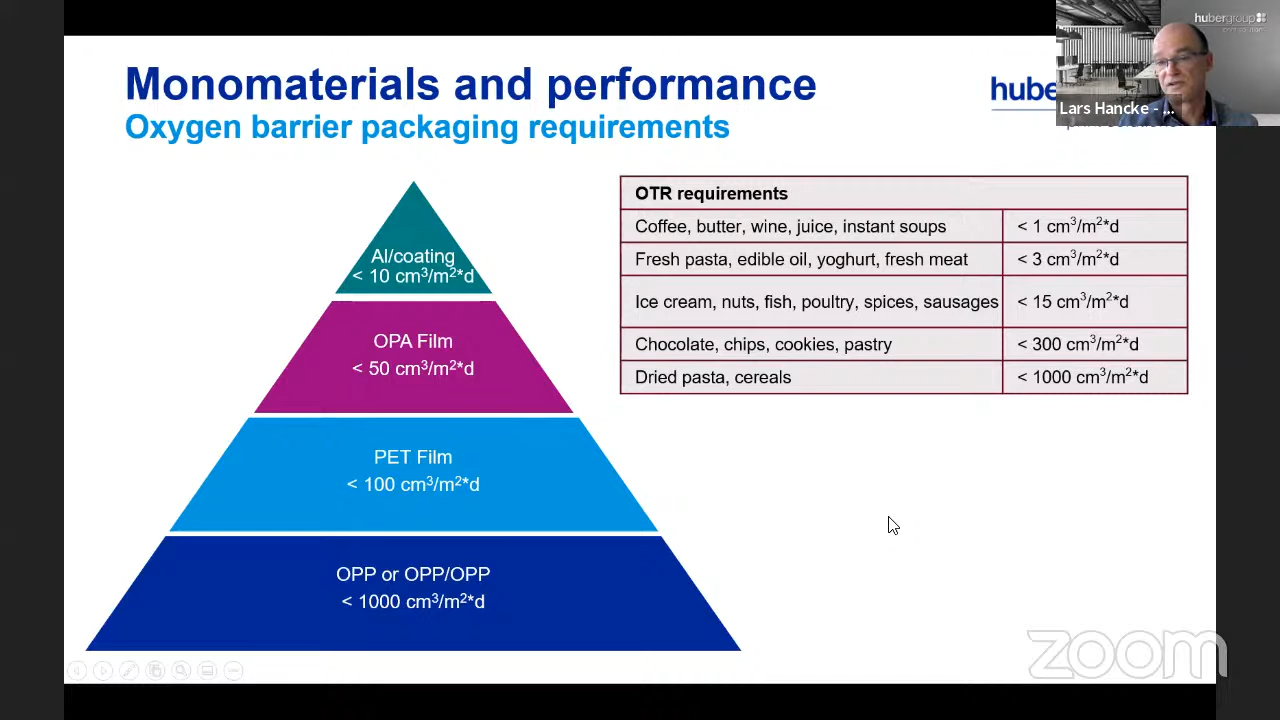 Monomaterials and performance
Oxygen barrier packaging requirements
hube
hubergroup
Lars Hancke - ...
Al/coating
< 10 cm³/m²*d
OPA Film
< 50 cm³/m²*d
PET Film
< 100 cm³/m²*d
OPP or OPP/OPP
< 1000 cm³/m²*d
OTR requirements
Coffee, butter, wine, juice, instant soups < 1 cm³/m²*d
Fresh pasta, edible oil, yoghurt, fresh meat < 3 cm³/m²*d
Ice cream, nuts, fish, poultry, spices, sausages < 15 cm³/m²*d
Chocolate, chips, cookies, pastry < 300 cm³/m²*d
Dried pasta, cereals < 1000 cm³/m²*d
zoom